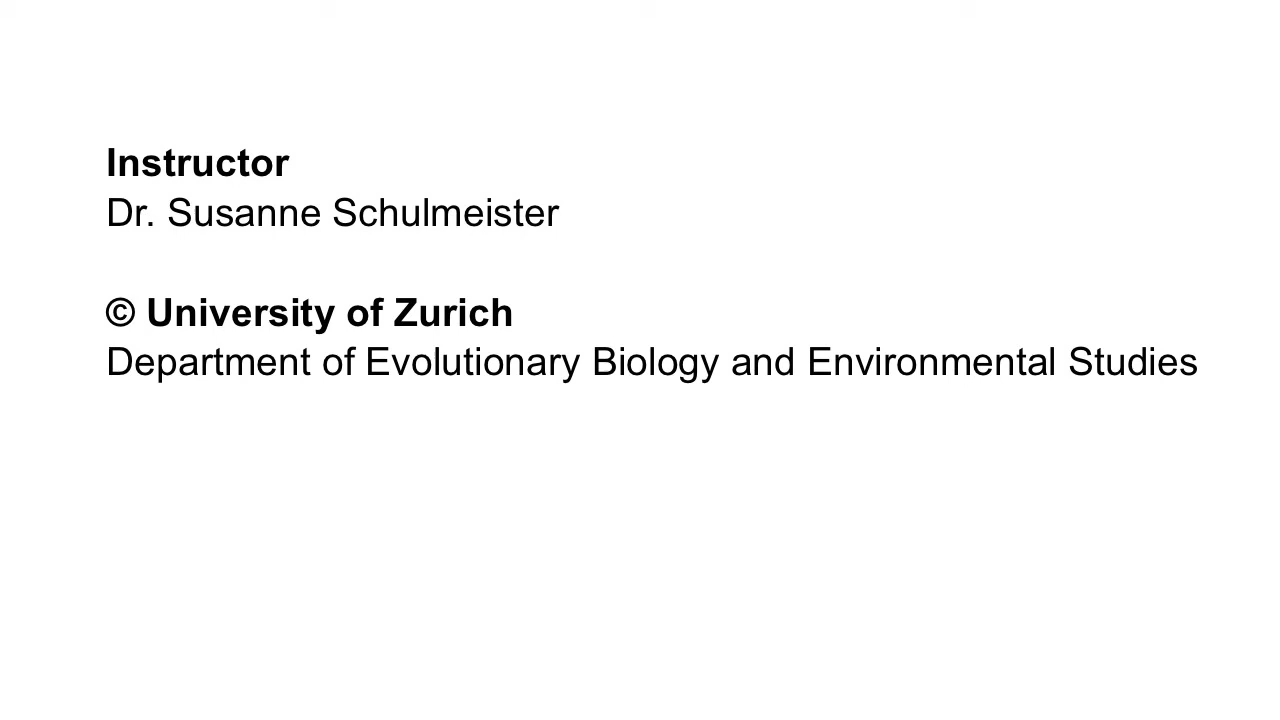 Instructor
Dr. Susanne Schulmeister
© University of Zurich
Department of Evolutionary Biology and Environmental Studies